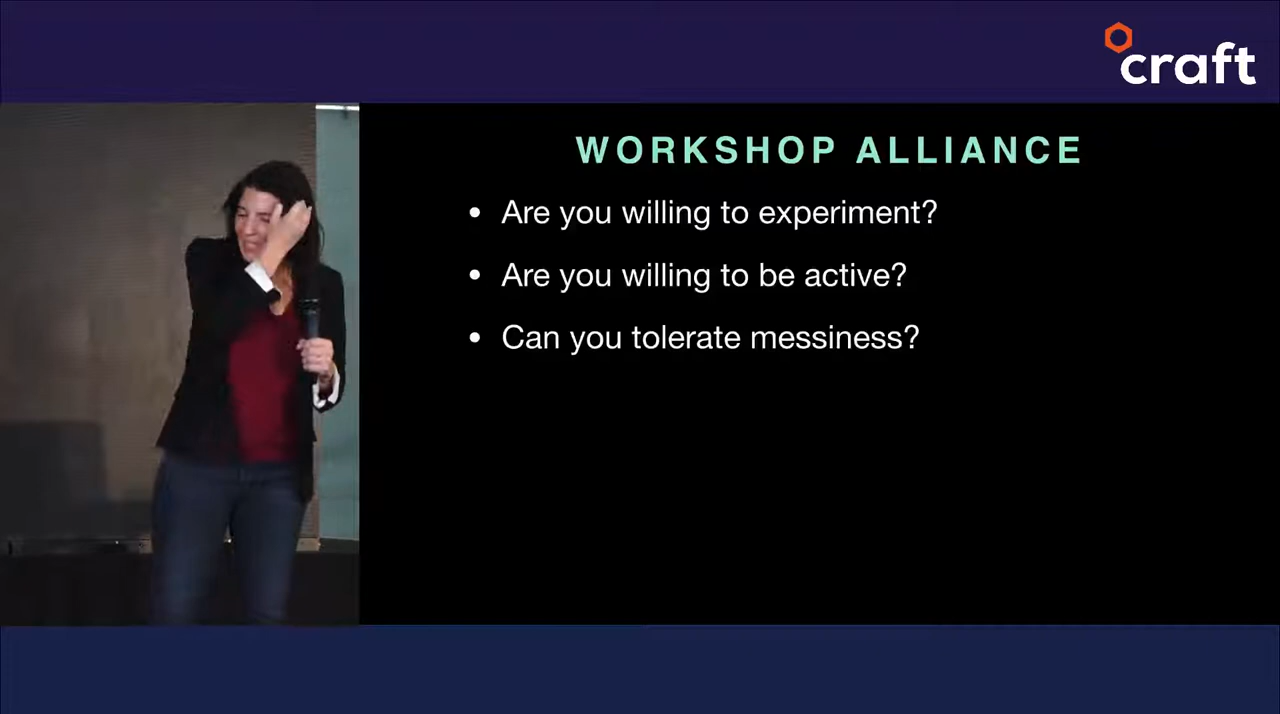 craft
WORKSHOP ALLIANCE
• Are you willing to experiment?
• Are you willing to be active?
• Can you tolerate messiness?